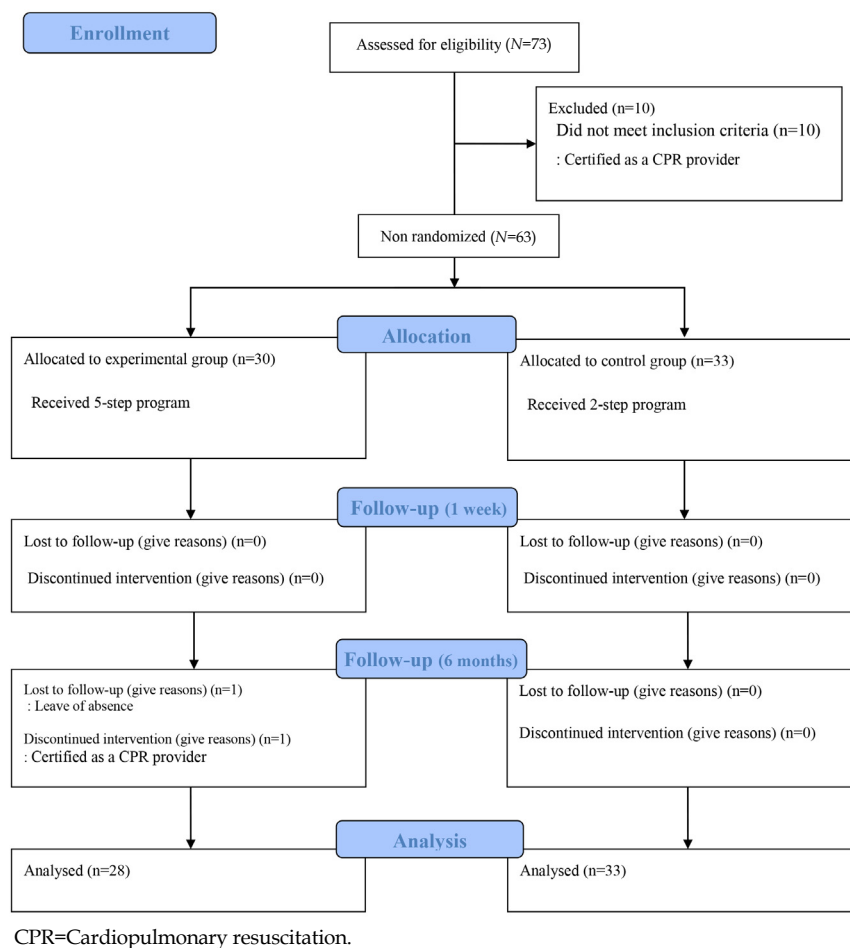 Enrollment
Assessed for eligibility (N=73)
Excluded (n=10)
Did not meet inclusion criteria (n=10)
: Certified as a CPR provider
Non randomized (N=63)
Allocation
Allocated to experimental group (n=30)
Received 5-step program
Allocated to control group (n=33)
Received 2-step program
Follow-up (1 week)
Lost to follow-up (give reasons) (n=0)
Discontinued intervention (give reasons) (n=0)
Lost to follow-up (give reasons) (n=0)
Discontinued intervention (give reasons) (n=0)
Follow-up (6 months)
Lost to follow-up (give reasons) (n=1)
: Leave of absence
Discontinued intervention (give reasons) (n=1)
: Certified as a CPR provider
Lost to follow-up (give reasons) (n=0)
Discontinued intervention (give reasons) (n=0)
Analysis
Analysed (n=28)
Analysed (n=33)
CPR=Cardiopulmonary resuscitation.